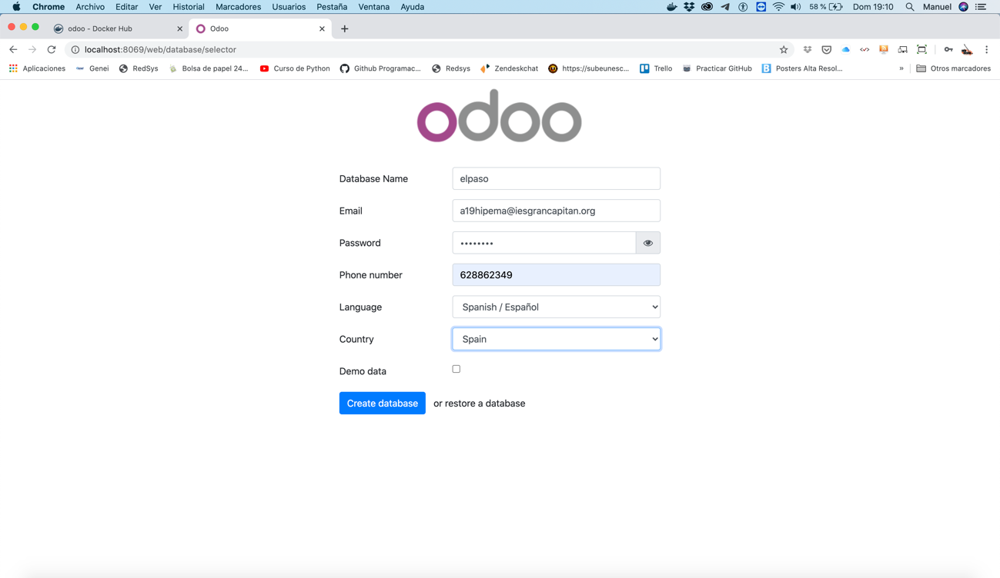 Chrome Archivo Editar Ver Historial Marcadores Usuarios Pestaña Ventana Ayuda 58 % Dom 19:10 Manuel
odoo - Docker Hub Odoo
localhost:8069/web/database/selector
Aplicaciones Genei RedSys Bolsa de papel 24... Curso de Python Github Programac... Redsys Zendeskchat https://subeunesc... Trello Practicar GitHub Posters Alta Resol... » Otros marcadores
odoo
Database Name elpaso
Email a19hipema@iesgrancapitan.org
Password ••••••••
Phone number 628862349
Language Spanish / Español
Country Spain
Demo data
Create database or restore a database